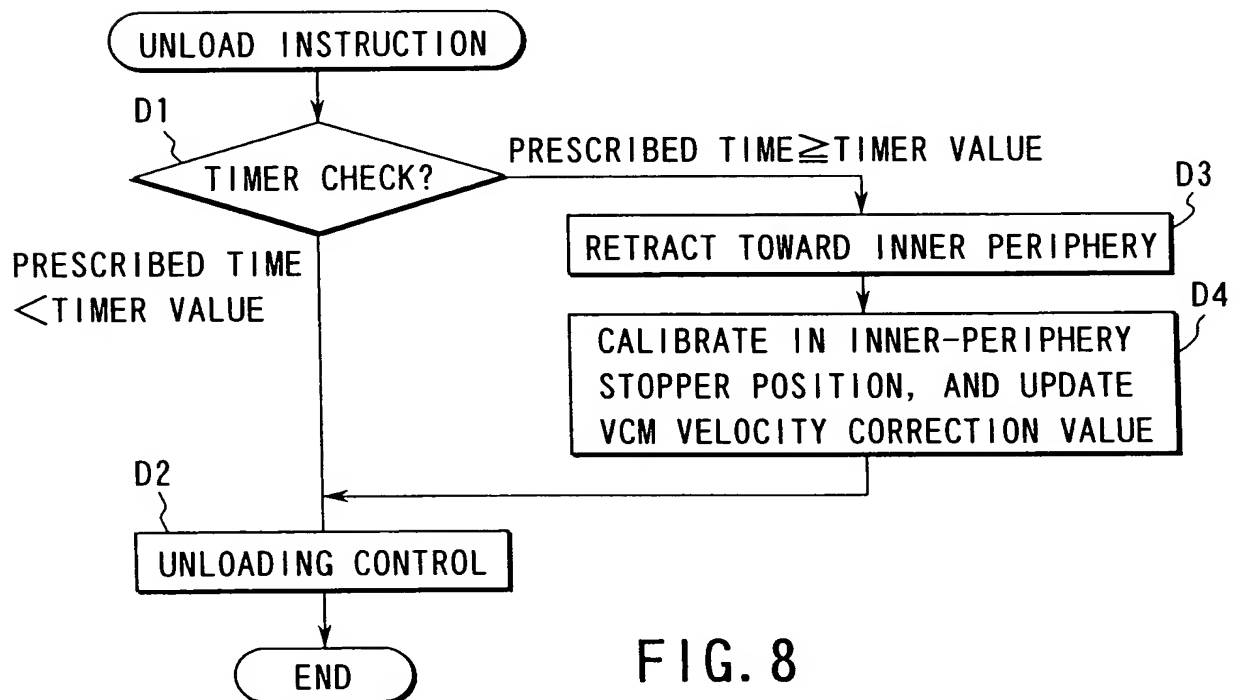 UNLOAD INSTRUCTION
D1
TIMER CHECK?
PRESCRIBED TIME≧TIMER VALUE
D3
RETRACT TOWARD INNER PERIPHERY
PRESCRIBED TIME
<TIMER VALUE
D4
CALIBRATE IN INNER-PERIPHERY
STOPPER POSITION, AND UPDATE
VCM VELOCITY CORRECTION VALUE
D2
UNLOADING CONTROL
END
FIG. 8